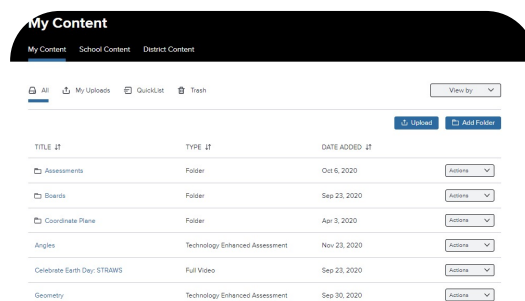 My Content
My Content School Content District Content
All My Uploads QuickList Trash View by
Upload Add Folder
TITLE TYPE DATE ADDED
Assessments Folder Oct 6, 2020 Actions
Boards Folder Sep 23, 2020 Actions
Coordinate Plane Folder Apr 3, 2020 Actions
Angles Technology Enhanced Assessment Nov 23, 2020 Actions
Celebrate Earth Day: STRAWS Full Video Sep 23, 2020 Actions
Geometry Technology Enhanced Assessment Sep 30, 2020 Actions